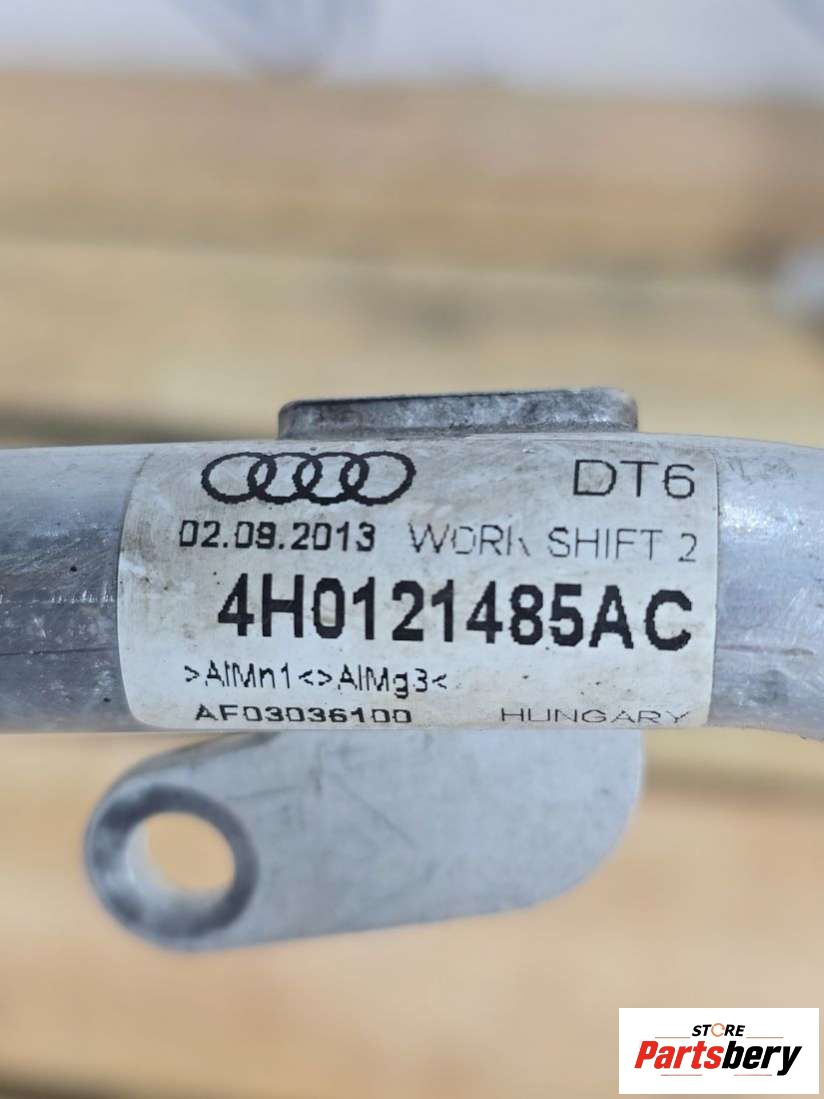 DT6
02.09.2013 WORK SHIFT 2
4H0121485AC
>AlMn1<>AlMg3<
AF03036100 HUNGARY
STORE
Partsbery